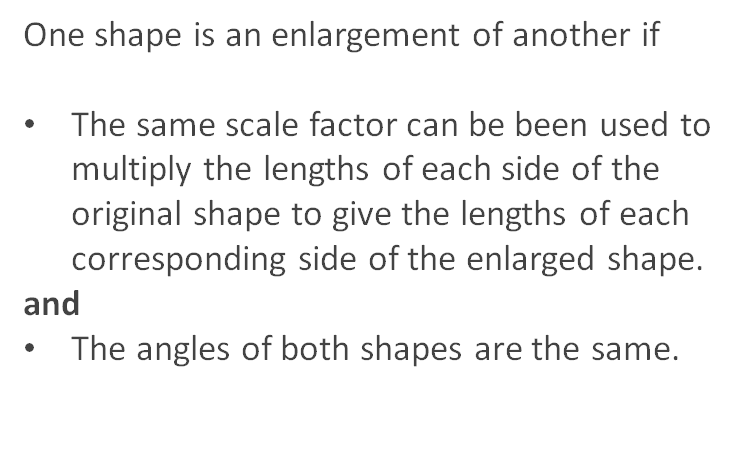 One shape is an enlargement of another if
• The same scale factor can be been used to
multiply the lengths of each side of the
original shape to give the lengths of each
corresponding side of the enlarged shape.
and
• The angles of both shapes are the same.